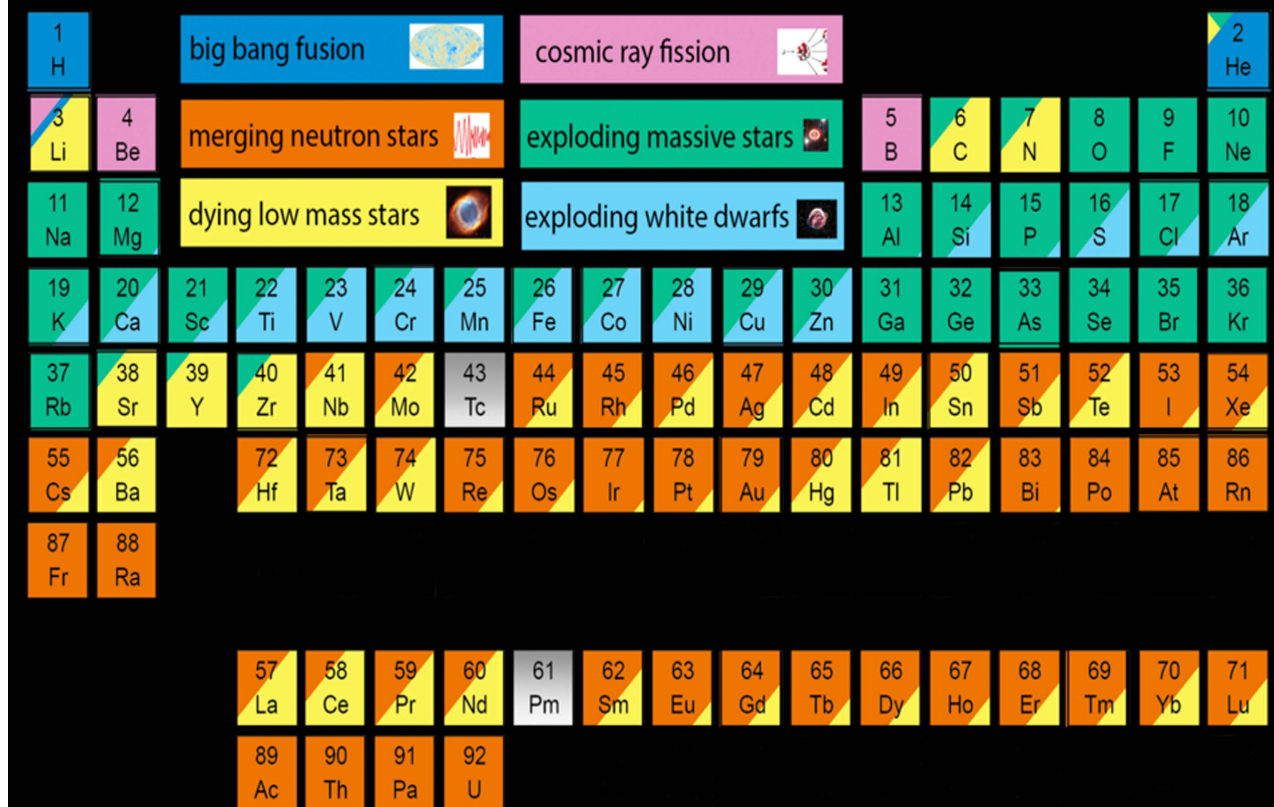 1 big bang fusion cosmic ray fission 2
H He
3 4 merging neutron stars exploding massive stars 5 6 7 8 9 10
Li Be B C N O F Ne
11 12 dying low mass stars exploding white dwarfs 13 14 15 16 17 18
Na Mg Al Si P S Cl Ar
19 20 21 22 23 24 25 26 27 28 29 30 31 32 33 34 35 36
K Ca Sc Ti V Cr Mn Fe Co Ni Cu Zn Ga Ge As Se Br Kr
37 38 39 40 41 42 43 44 45 46 47 48 49 50 51 52 53 54
Rb Sr Y Zr Nb Mo Tc Ru Rh Pd Ag Cd In Sn Sb Te I Xe
55 56 72 73 74 75 76 77 78 79 80 81 82 83 84 85 86
Cs Ba Hf Ta W Re Os Ir Pt Au Hg Tl Pb Bi Po At Rn
87 88
Fr Ra
57 58 59 60 61 62 63 64 65 66 67 68 69 70 71
La Ce Pr Nd Pm Sm Eu Gd Tb Dy Ho Er Tm Yb Lu
89 90 91 92
Ac Th Pa U